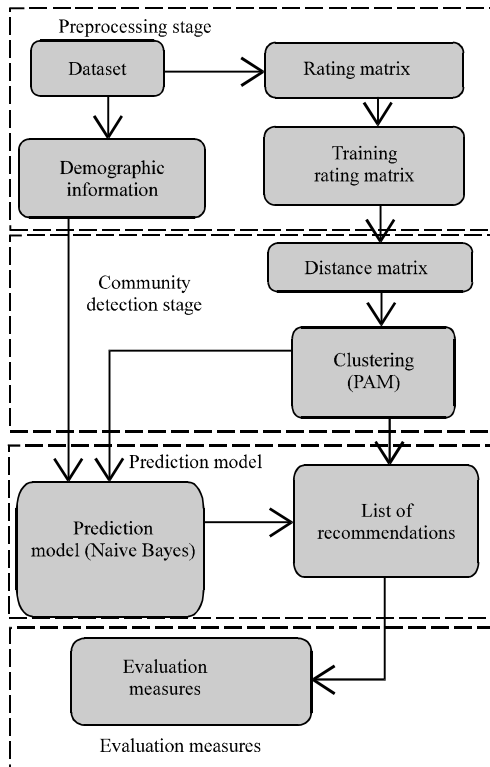 Preprocessing stage
Dataset
Rating matrix
Demographic
information
Training
rating matrix
Distance matrix
Community
detection stage
Clustering
(PAM)
Prediction model
Prediction
model (Naive Bayes)
List of
recommendations
Evaluation
measures
Evaluation measures